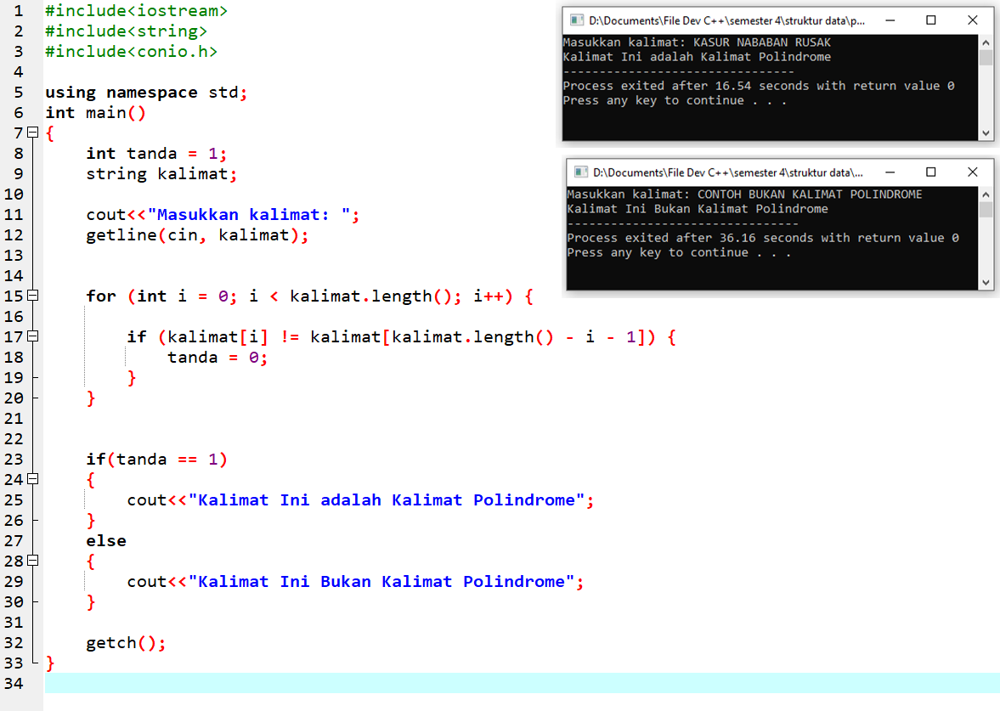 1 #include<iostream>
2 #include<string>
3 #include<conio.h>
4
5 using namespace std;
6 int main()
7 {
8     int tanda = 1;
9     string kalimat;
10
11     cout<<"Masukkan kalimat: ";
12     getline(cin, kalimat);
13
14
15     for (int i = 0; i < kalimat.length(); i++) {
16
17         if (kalimat[i] != kalimat[kalimat.length() - i - 1]) {
18             tanda = 0;
19         }
20     }
21
22
23     if(tanda == 1)
24     {
25         cout<<"Kalimat Ini adalah Kalimat Polindrome";
26     }
27     else
28     {
29         cout<<"Kalimat Ini Bukan Kalimat Polindrome";
30     }
31
32     getch();
33 }
34
D:\Documents\File Dev C++\semester 4\struktur data\p...
Masukkan kalimat: KASUR NABABAN RUSAK
Kalimat Ini adalah Kalimat Polindrome
--------------------------------
Process exited after 16.54 seconds with return value 0
Press any key to continue . . .
D:\Documents\File Dev C++\semester 4\struktur data\...
Masukkan kalimat: CONTOH BUKAN KALIMAT POLINDROME
Kalimat Ini Bukan Kalimat Polindrome
--------------------------------
Process exited after 36.16 seconds with return value 0
Press any key to continue . . .